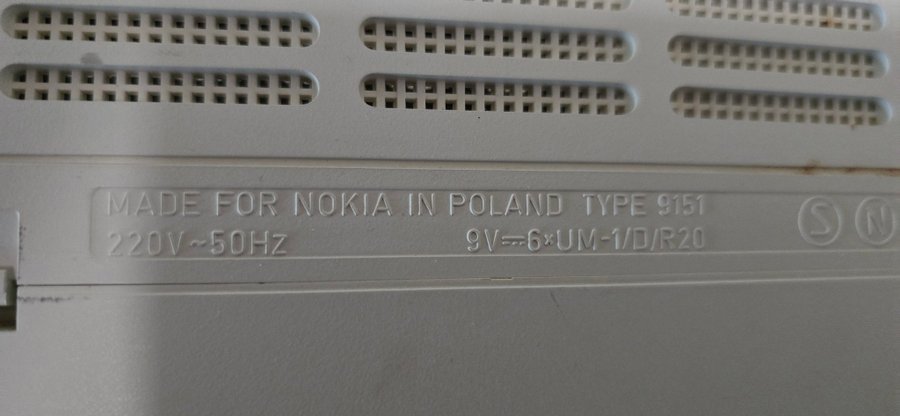 MADE FOR NOKIA IN POLAND TYPE 9151
220V~50HZ 9V⎓6×UM-1/D/R20
S N